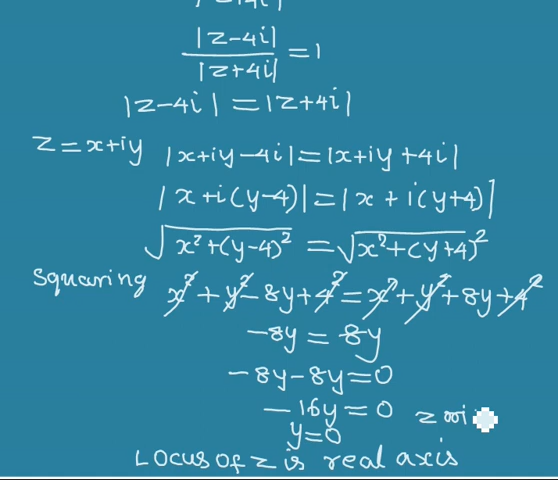 |z-4i|
———— = 1
|z+4i|
|z-4i| = |z+4i|
z = x+iy |x+iy-4i| = |x+iy+4i|
|x+i(y-4)| = |x+i(y+4)|
√x²+(y-4)² = √x²+(y+4)²
Squaring x²+y²-8y+4² = x²+y²+8y+4²
-8y = 8y
-8y-8y=0
-16y = 0
y=0
Locus of z is real axis